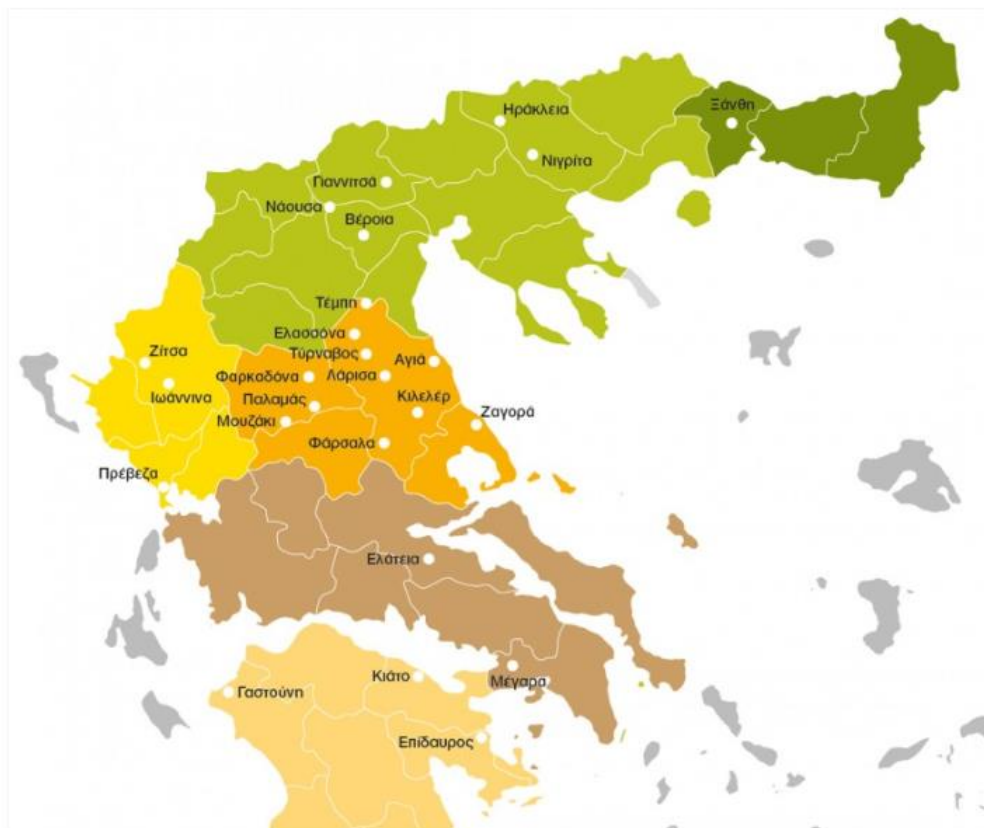 Ξάνθη
Ηράκλεια
Νιγρίτα
Γιαννιτσά
Νάουσα
Βέροια
Τέμπη
Ελασσόνα
Τύρναβος
Αγιά
Ζίτσα
Φαρκαδόνα
Λάρισα
Ιωάννινα
Παλαμάς
Κιλελέρ
Μουζάκι
Ζαγορά
Φάρσαλα
Πρέβεζα
Ελάτεια
Κιάτο
Μέγαρα
Γαστούνη
Επίδαυρος